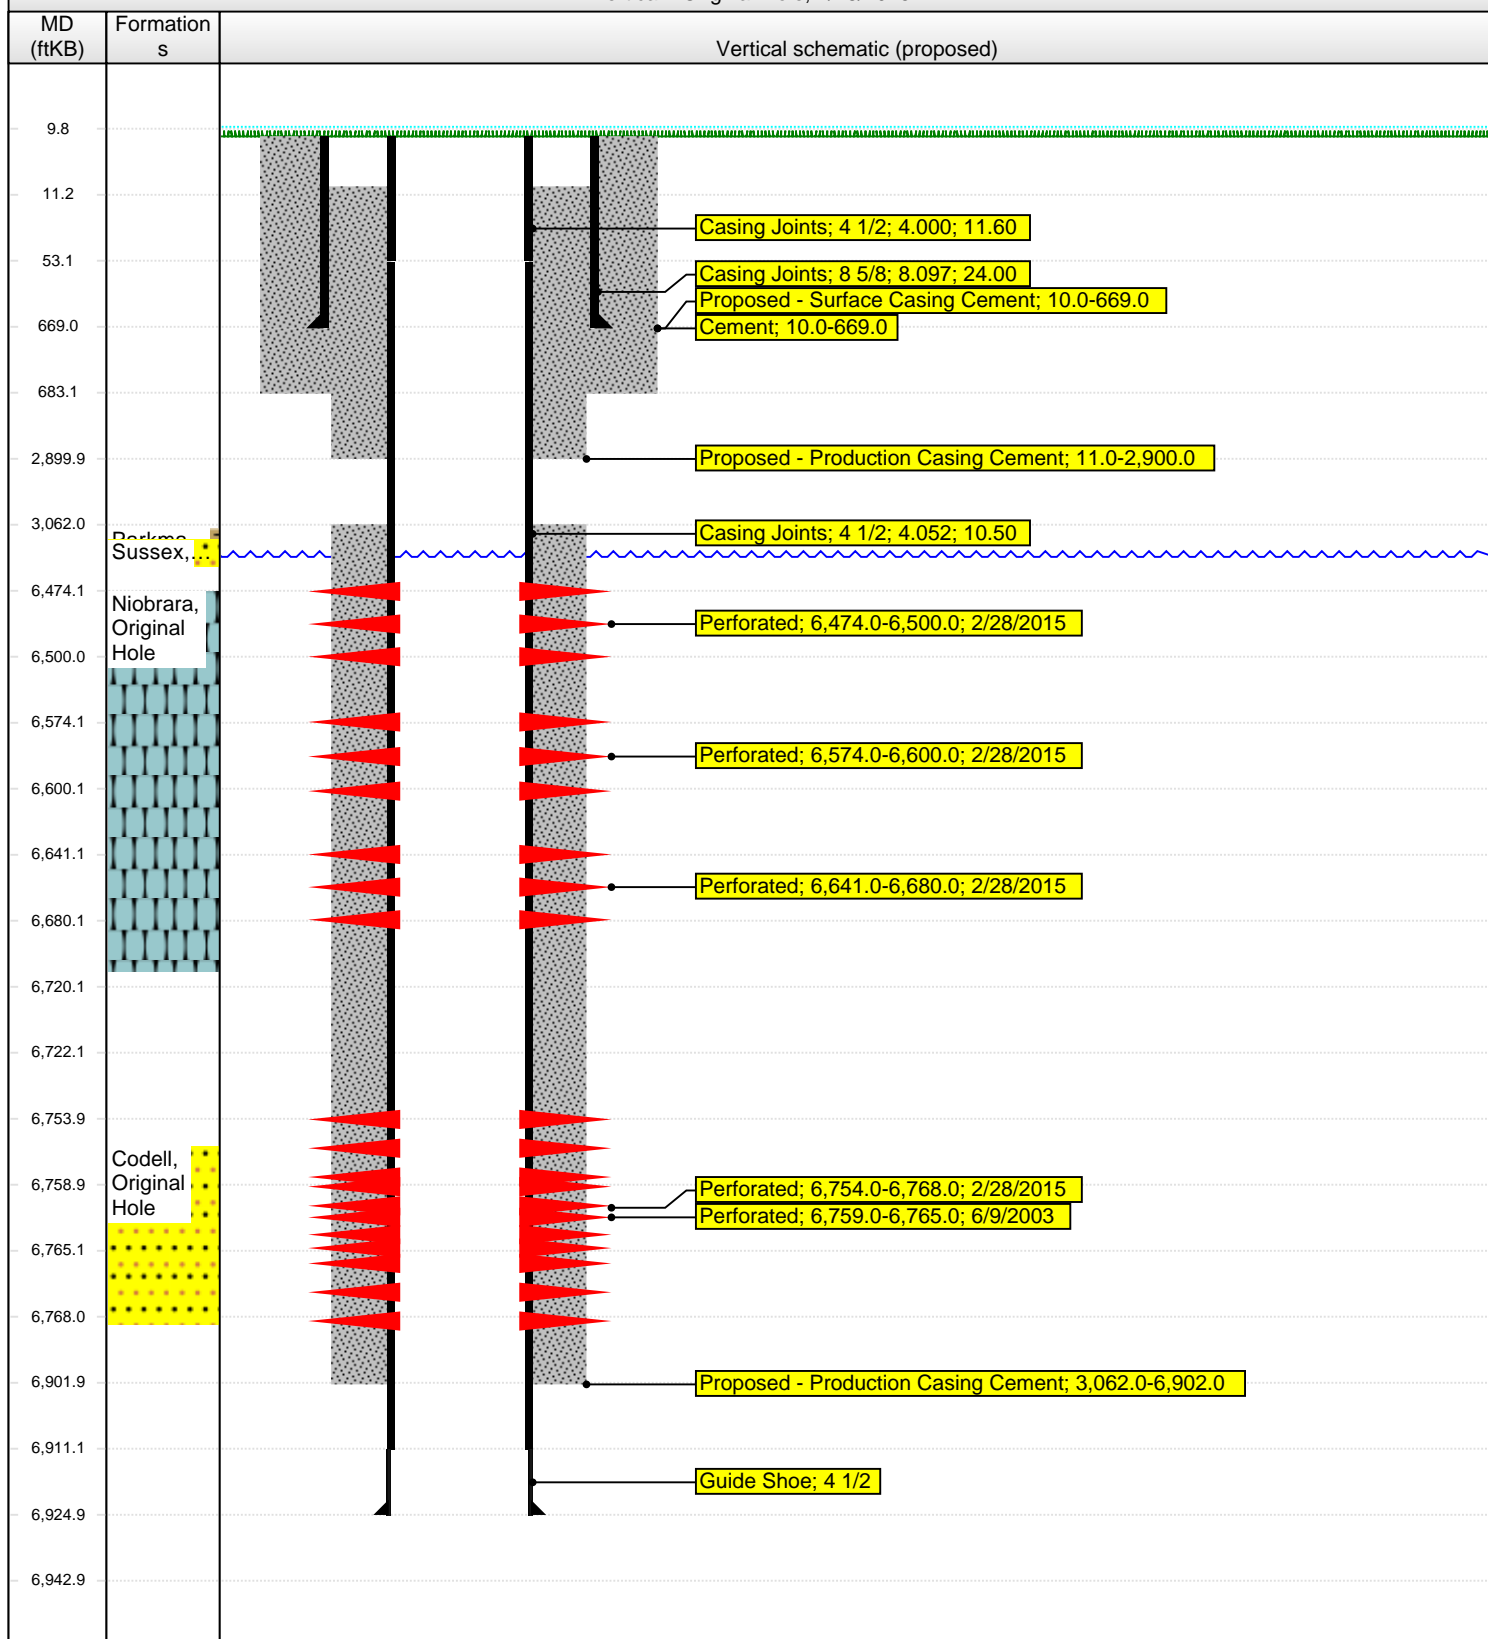 MD
(ftKB)
Formation
s
Vertical schematic (proposed)
9.8
11.2
Casing Joints; 4 1/2; 4.000; 11.60
53.1
Casing Joints; 8 5/8; 8.097; 24.00
Proposed - Surface Casing Cement; 10.0-669.0
669.0
Cement; 10.0-669.0
683.1
2,899.9
Proposed - Production Casing Cement; 11.0-2,900.0
3,062.0
Casing Joints; 4 1/2; 4.052; 10.50
Sussex,...
6,474.1
Niobrara,
Original
Hole
Perforated; 6,474.0-6,500.0; 2/28/2015
6,500.0
6,574.1
Perforated; 6,574.0-6,600.0; 2/28/2015
6,600.1
6,641.1
Perforated; 6,641.0-6,680.0; 2/28/2015
6,680.1
6,720.1
6,722.1
6,753.9
Codell,
Original
Hole
6,758.9
Perforated; 6,754.0-6,768.0; 2/28/2015
Perforated; 6,759.0-6,765.0; 6/9/2003
6,765.1
6,768.0
6,901.9
Proposed - Production Casing Cement; 3,062.0-6,902.0
6,911.1
Guide Shoe; 4 1/2
6,924.9
6,942.9